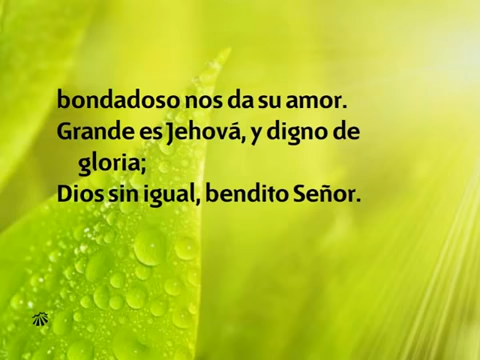 bondadoso nos da su amor.
Grande es Jehová, y digno de
gloria;
Dios sin igual, bendito Señor.